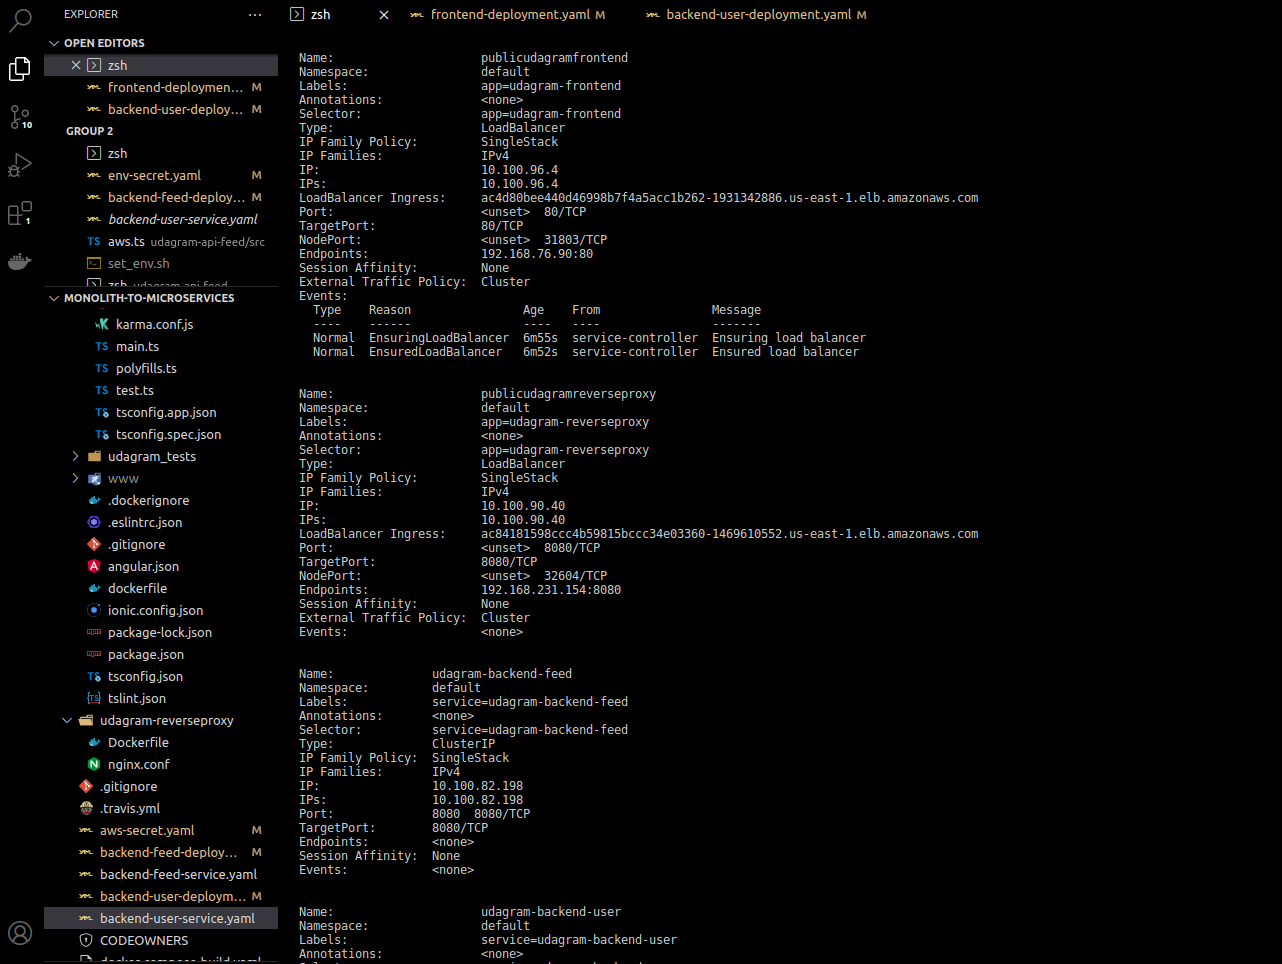 EXPLORER
OPEN EDITORS
zsh
frontend-deploymen... M
backend-user-deploy... M
GROUP 2
zsh
env-secret.yaml M
backend-feed-deploy... M
backend-user-service.yaml
TS aws.ts udagram-api-feed/src
set_env.sh
zsh udagram-api-feed
MONOLITH-TO-MICROSERVICES
karma.conf.js
TS main.ts
TS polyfills.ts
TS test.ts
TS tsconfig.app.json
TS tsconfig.spec.json
udagram_tests
www
.dockerignore
.eslintrc.json
.gitignore
angular.json
dockerfile
ionic.config.json
package-lock.json
package.json
TS tsconfig.json
TS tslint.json
udagram-reverseproxy
Dockerfile
nginx.conf
.gitignore
.travis.yml
aws-secret.yaml M
backend-feed-deploy... M
backend-feed-service.yaml
backend-user-deploym... M
backend-user-service.yaml
CODEOWNERS
10
1
zsh
frontend-deployment.yaml M
backend-user-deployment.yaml M
Name: publicudagramfrontend
Namespace: default
Labels: app=udagram-frontend
Annotations: <none>
Selector: app=udagram-frontend
Type: LoadBalancer
IP Family Policy: SingleStack
IP Families: IPv4
IP: 10.100.96.4
IPs: 10.100.96.4
LoadBalancer Ingress: ac4d80bee440d46998b7f4a5acc1b262-1931342886.us-east-1.elb.amazonaws.com
Port: <unset> 80/TCP
TargetPort: 80/TCP
NodePort: <unset> 31803/TCP
Endpoints: 192.168.76.90:80
Session Affinity: None
External Traffic Policy: Cluster
Events:
Type Reason Age From Message
---- ------ ---- ---- -------
Normal EnsuringLoadBalancer 6m55s service-controller Ensuring load balancer
Normal EnsuredLoadBalancer 6m52s service-controller Ensured load balancer
Name: publicudagramreverseproxy
Namespace: default
Labels: app=udagram-reverseproxy
Annotations: <none>
Selector: app=udagram-reverseproxy
Type: LoadBalancer
IP Family Policy: SingleStack
IP Families: IPv4
IP: 10.100.90.40
IPs: 10.100.90.40
LoadBalancer Ingress: ac84181598ccc4b59815bccc34e03360-1469610552.us-east-1.elb.amazonaws.com
Port: <unset> 8080/TCP
TargetPort: 8080/TCP
NodePort: <unset> 32604/TCP
Endpoints: 192.168.231.154:8080
Session Affinity: None
External Traffic Policy: Cluster
Events: <none>
Name: udagram-backend-feed
Namespace: default
Labels: service=udagram-backend-feed
Annotations: <none>
Selector: service=udagram-backend-feed
Type: ClusterIP
IP Family Policy: SingleStack
IP Families: IPv4
IP: 10.100.82.198
IPs: 10.100.82.198
Port: 8080 8080/TCP
TargetPort: 8080/TCP
Endpoints: <none>
Session Affinity: None
Events: <none>
Name: udagram-backend-user
Namespace: default
Labels: service=udagram-backend-user
Annotations: <none>